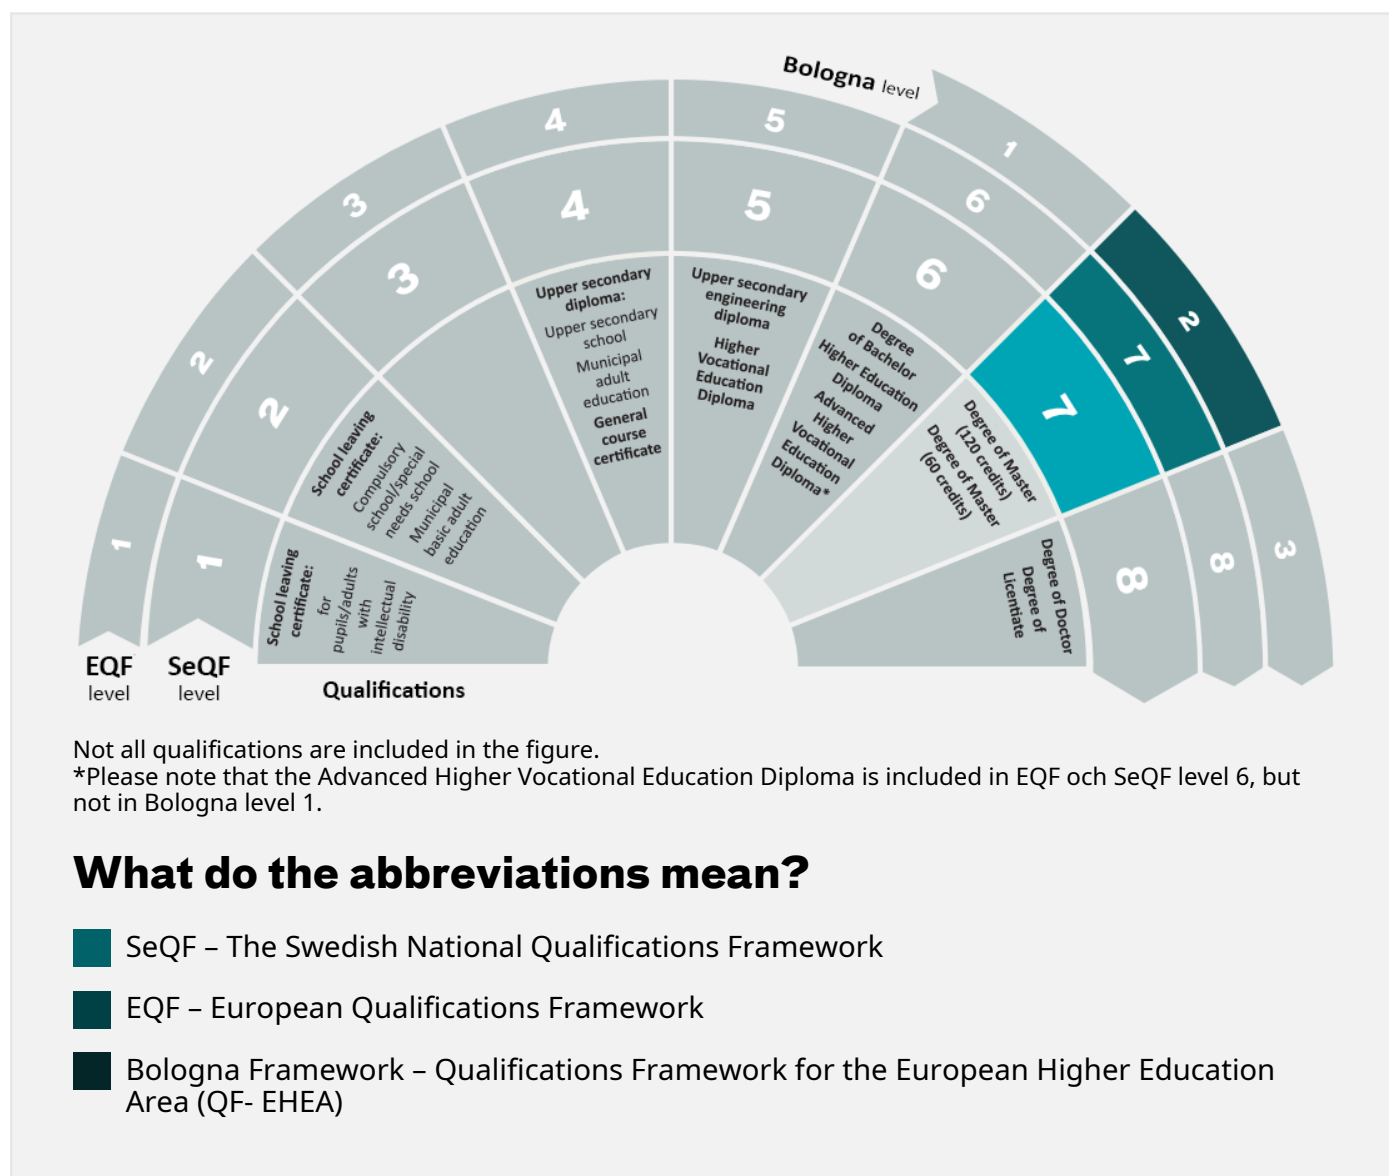 Bologna level
1
2
3
4
5
6
7
8
1
2
3
4
5
6
7
8
1
2
3
School leaving
certificate:
for
pupils/adults
with
intellectual
disability
School leaving
certificate:
Compulsory
school/special
needs school
Municipal
basic adult
education
Upper secondary
diploma:
Upper secondary
school
Municipal
adult
education
General
course
certificate
Upper secondary
engineering
diploma
Higher
Vocational
Education
Diploma
Degree
of Bachelor
Higher Education
Diploma
Advanced
Higher
Vocational
Education
Diploma*
Degree of Master
(120 credits)
Degree of Master
(60 credits)
Degree of Doctor
Degree of
Licentiate
EQF
level
SeQF
level
Qualifications
Not all qualifications are included in the figure.
*Please note that the Advanced Higher Vocational Education Diploma is included in EQF och SeQF level 6, but
not in Bologna level 1.
What do the abbreviations mean?
SeQF – The Swedish National Qualifications Framework
EQF – European Qualifications Framework
Bologna Framework – Qualifications Framework for the European Higher Education
Area (QF- EHEA)